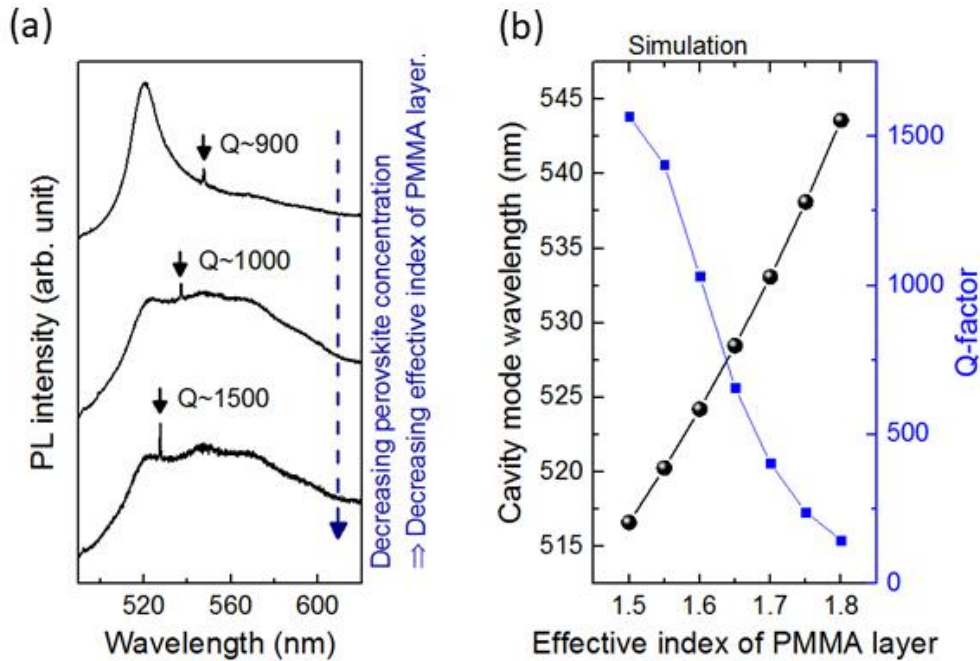 (a)
Q~900
Q~1000
Q~1500
PL intensity (arb. unit)
520 560 600
Wavelength (nm)
Decreasing perovskite concentration
⇒ Decreasing effective index of PMMA layer.
(b)
Simulation
545
540
535
530
525
520
515
Cavity mode wavelength (nm)
1500
1000
500
0
Q-factor
1.5 1.6 1.7 1.8
Effective index of PMMA layer